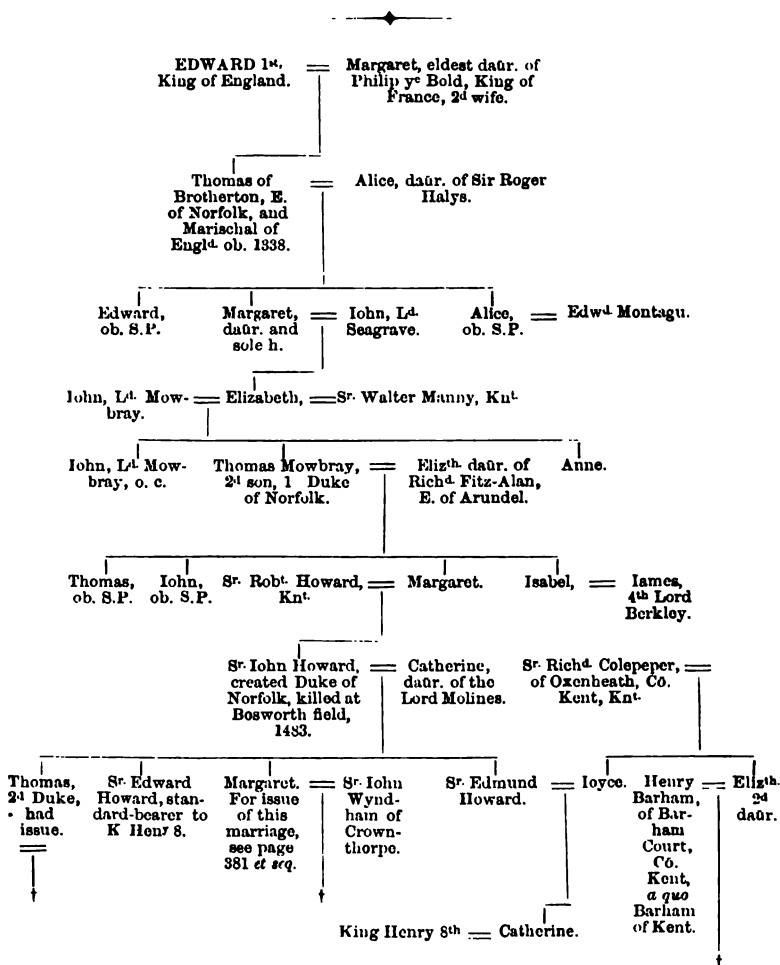 EDWARD 1st,
King of England.
=
Margaret, eldest daūr. of
Philip ye Bold, King of
France, 2d wife.
Thomas of
Brotherton, E.
of Norfolk, and
Marischal of
Engld. ob. 1338.
=
Alice, daūr. of Sir Roger
Halys.
Edward,
ob. S.P.
Margaret,
daūr. and
sole h.
=
Iohn, Ld.
Seagrave.
Alice,
ob. S.P.
=
Edwd. Montagu.
Iohn, Ld. Mow-
bray.
=
Elizabeth,
=
Sr. Walter Manny, Knt.
Iohn, Ld. Mow-
bray, o. c.
Thomas Mowbray,
2d son, 1 Duke
of Norfolk.
=
Elizth. daūr. of
Richd. Fitz-Alan,
E. of Arundel.
Anne.
Thomas,
ob. S.P.
Iohn,
ob. S.P.
Sr. Robt. Howard,
Knt.
=
Margaret.
Isabel,
=
Iames,
4th Lord
Berkley.
Sr. Iohn Howard,
created Duke of
Norfolk, killed at
Bosworth field,
1483.
=
Catherine,
daūr. of the
Lord Molines.
Sr. Richd. Colepeper,
of Oxenheath, Cō.
Kent, Knt.
=
Thomas,
2d Duke,
had
issue.
=
†
Sr. Edward
Howard, stan-
dard-bearer to
K Henr 8.
Margaret.
For issue
of this
marriage,
see page
381 et seq.
=
†
Sr. Iohn
Wynd-
ham of
Crown-
thorpe.
Sr. Edmund
Howard.
=
Ioyce.
Henry
Barham,
of Bar-
ham
Court,
Cō.
Kent,
a quo
Barham
of Kent.
=
Elizth.
2d
daūr.
King Henry 8th
=
Catherine.
†